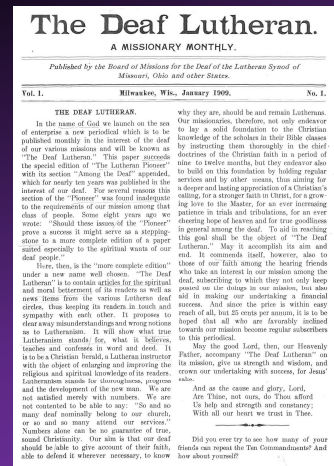 The Deaf Lutheran.
A MISSIONARY MONTHLY.
Published by the Board of Missions for the Deaf of the Lutheran Synod of
Missouri, Ohio and other States.
Vol. 1. Milwaukee, Wis., January 1909. No. 1.
THE DEAF LUTHERAN.
In the name of God we launch on the sea
of enterprise a new periodical which is to be
published monthly in the interest of the deaf
of our various missions and will be known as
"The Deaf Lutheran." This paper succeeds
the special edition of "The Lutheran Pioneer"
with its section "Among the Deaf" appended,
which for nearly ten years was published in the
interest of our deaf. For several reasons this
section of the "Pioneer" was found inadequate
to the requirements of our mission among that
class of people. Some eight years ago we
wrote: "Should these issues of the "Pioneer"
prove a success it might serve as a stepping-
stone to a more complete edition of a paper
suited especially to the spiritual wants of our
deaf people."
Here, then, is the "more complete edition"
under a new name well chosen. "The Deaf
Lutheran" is to contain articles for the spiritual
and moral betterment of its readers as well as
news items from the various Lutheran deaf
circles, thus keeping its readers in touch and
sympathy with each other. It proposes to
clear away misunderstandings and wrong notions
as to Lutheranism. It will show what true
Lutheranism stands for, what it believes,
teaches and confesses in word and deed. It
is to be a Christian herald, a Lutheran instructor
with the object of enlarging and improving the
religious and spiritual knowledge of its readers.
Lutheranism stands for thoroughness, progress
and the development of the new man. We are
not satisfied merely with numbers. We are
not contented to be able to say: "So and so
many deaf nominally belong to our church,
or so and so many attend our services."
Numbers alone can be no guarantee of true,
sound Christianity. Our aim is that our deaf
should be able to give account of their faith,
able to defend it wherever necessary, to know
why they are, should be and remain Lutherans.
Our missionaries, therefore, not only endeavor
to lay a solid foundation to the Christian
knowledge of the scholars in their Bible classes
by instructing them thoroughly in the chief
doctrines of the Christian faith in a period of
nine to twelve months, but they endeavor also
to build on this foundation by holding regular
services and by other means, thus aiming for
a deeper and lasting appreciation of a Christian's
calling, for a stronger faith in Christ, for a grow-
ing love to the Master, for an ever increasing
patience in trials and tribulations, for an ever
cheering hope of heaven and for true goodliness
in general among the deaf. To aid in reaching
this goal shall be the object of "The Deaf
Lutheran." May it accomplish its aim and
end. It commends itself, however, also to
those of our faith among the hearing friends
who take an interest in our mission among the
deaf, subscribing to which they not only keep
posted on the doings in our mission, but also
aid in making our undertaking a financial
success. And since the price is within easy
reach of all, but 25 cents per annum, it is to be
hoped that all who are favorably inclined
towards our mission become regular subscribers
to this periodical.
May the good Lord, then, our Heavenly
Father, accompany "The Deaf Lutheran" on
its mission, give us strength and wisdom, and
crown our undertaking with success, for Jesus'
sake.
And as the cause and glory, Lord,
Are Thine, not ours, do Thou afford
Us help and strength and constancy;
With all our heart we trust in Thee.
Did you ever try to see how many of your
friends can repeat the Ten Commandments? And
how about yourself?